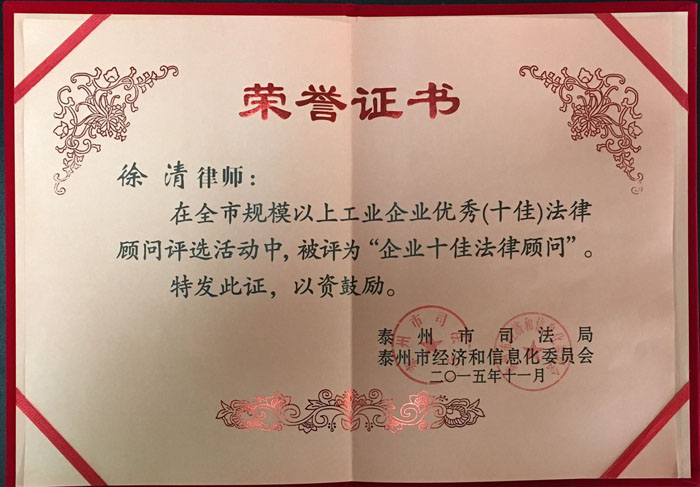 荣誉证书
徐清律师：
在全市规模以上工业企业优秀(十佳)法律
顾问评选活动中，被评为“企业十佳法律顾问”。
特发此证，以资鼓励。
泰州市司法局
泰州市经济和信息化委员会
二〇一五年十一月